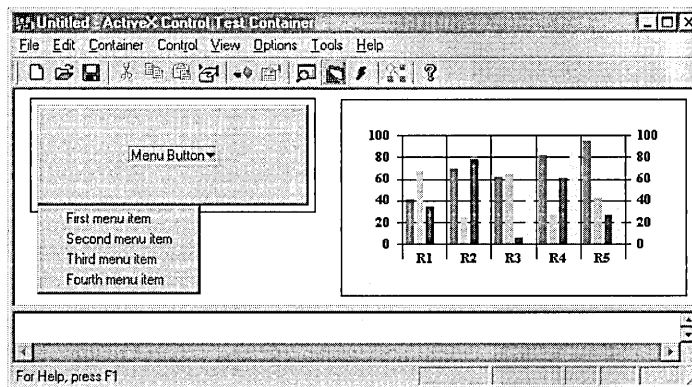 Untitled - ActiveX Control Test Container
File Edit Container Control View Options Tools Help
Menu Button
First menu item
Second menu item
Third menu item
Fourth menu item
100 100
80 80
60 60
40 40
20 20
0 0
R1 R2 R3 R4 R5
For Help, press F1